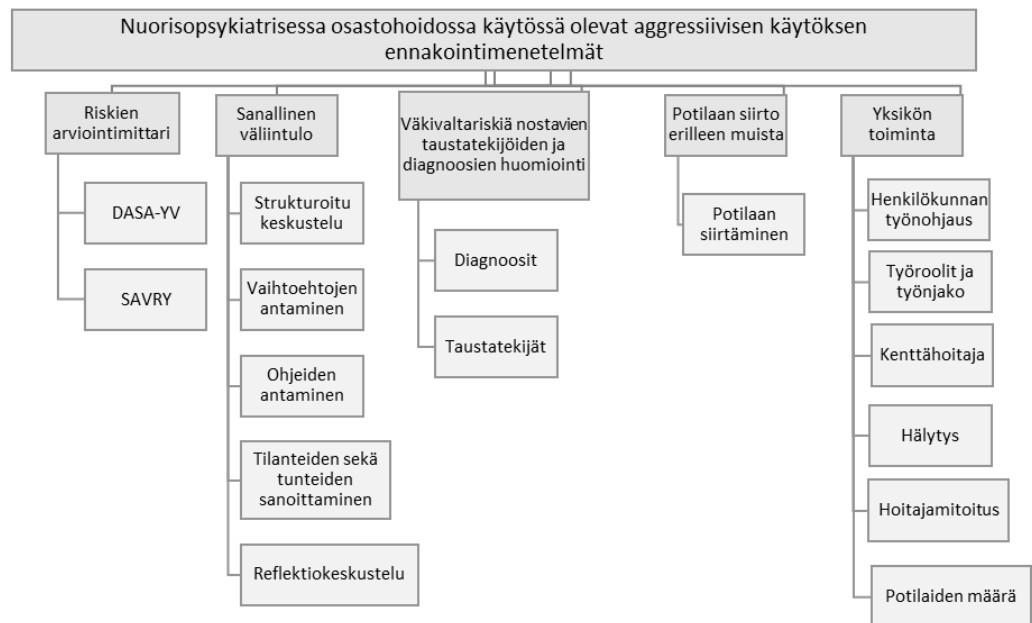 Nuorisopsykiatrisessa osastohoidossa käytössä olevat aggressiivisen käytöksen
ennakointimenetelmät
Riskien
arviointimittari
DASA-YV
SAVRY
Sanallinen
väliintulo
Strukturoitu
keskustelu
Vaihtoehtojen
antaminen
Ohjeiden
antaminen
Tilanteiden sekä
tunteiden
sanoittaminen
Reflektiokeskustelu
Väkivaltariskiä nostavien
taustatekijöiden ja
diagnoosien huomiointi
Diagnoosit
Taustatekijät
Potilaan siirto
erilleen muista
Potilaan
siirtäminen
Yksikön
toiminta
Henkilökunnan
työnohjaus
Työroolit ja
työnjako
Kenttähoitaja
Hälytys
Hoitajamitoitus
Potilaiden määrä